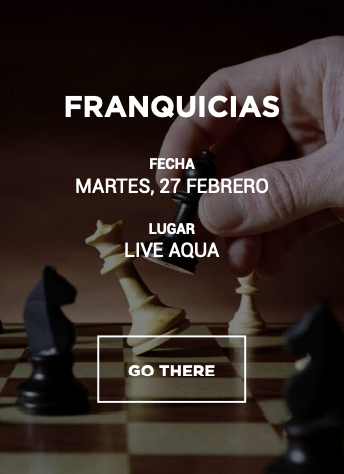 FRANQUICIAS
FECHA
MARTES, 27 FEBRERO
LUGAR
LIVE AQUA
GO THERE